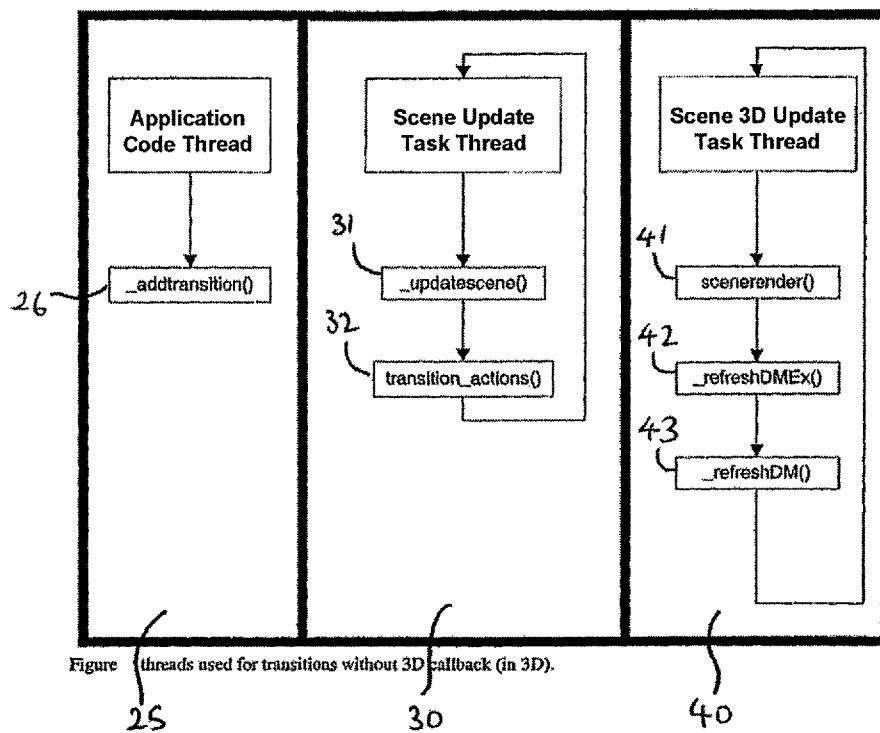 Application
Code Thread
_addtransition()
26
Scene Update
Task Thread
31
_updatescene()
32
transition_actions()
Scene 3D Update
Task Thread
41
scenerender()
42
_refreshDMEx()
43
_refreshDM()
Figure threads used for transitions without 3D callback (in 3D).
25
30
40